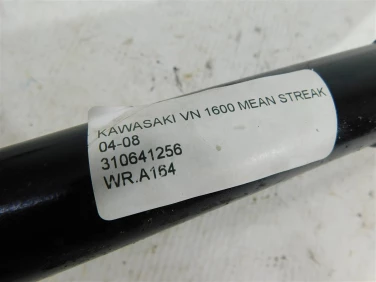 KAWASAKI VN 1600 MEAN STREAK
04-08
310641256
WR.A164